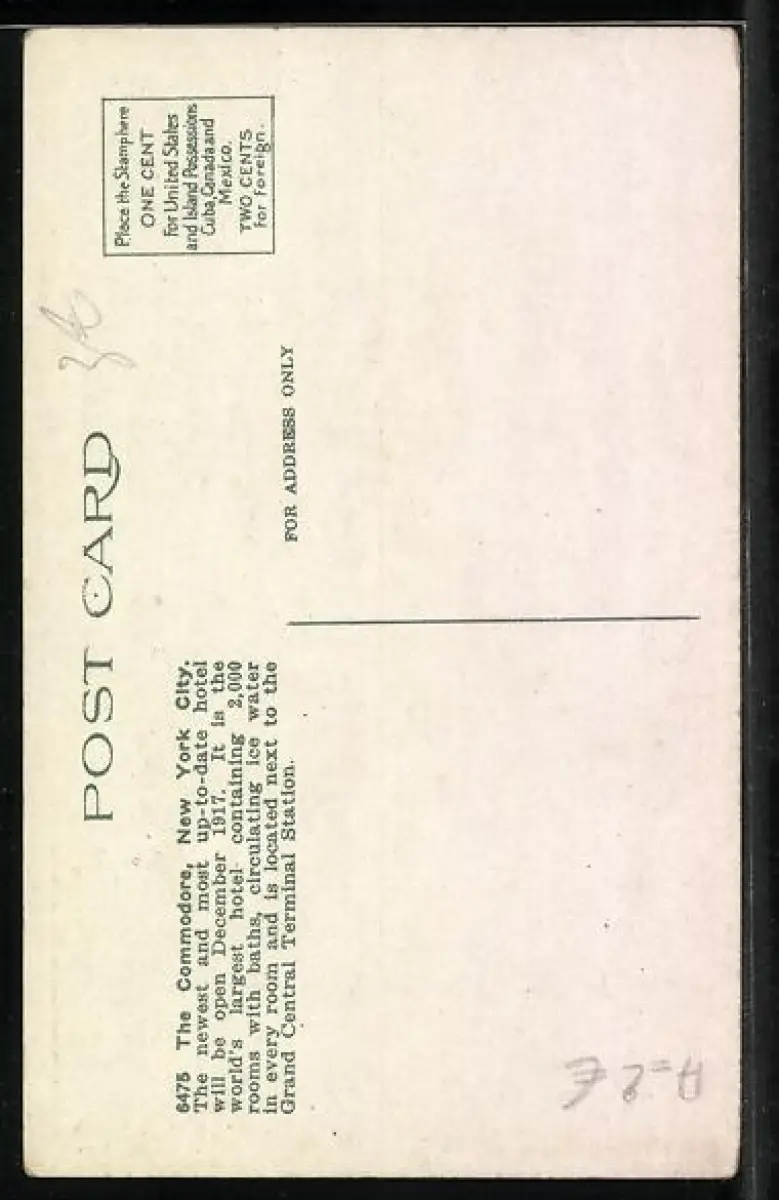 POST CARD
Place the Stamp here
ONE CENT
For United States
and Island Possessions
Cuba, Canada and
Mexico.
TWO CENTS
For Foreign.
6475 The Commodore, New York City.
The newest and most up-to-date hotel
will be open December 1917. It is the
world's largest hotel containing 2,000
rooms with baths, circulating ice water
in every room and is located next to the
Grand Central Terminal Station.
FOR ADDRESS ONLY